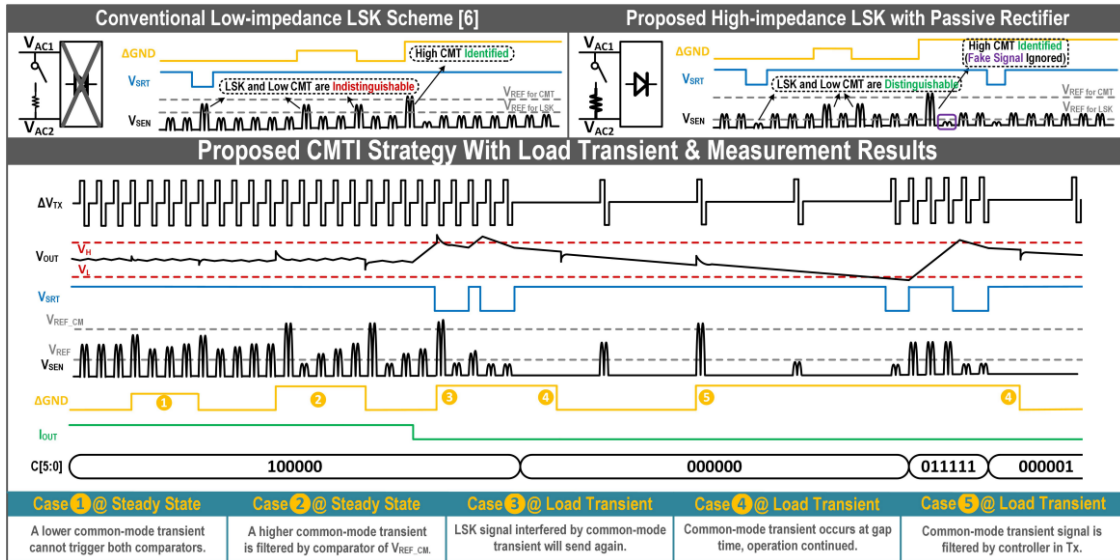 Conventional Low-impedance LSK Scheme [6]
Proposed High-impedance LSK with Passive Rectifier
VAC1
VAC2
ΔGND
VSRT
VSEN
High CMT Identified
LSK and Low CMT are Indistinguishable
VREF for CMT
VREF for LSK
VAC1
VAC2
ΔGND
VSRT
VSEN
High CMT Identified
(Fake Signal Ignored)
LSK and Low CMT are Distinguishable
VREF for CMT
VREF for LSK
Proposed CMTI Strategy With Load Transient & Measurement Results
ΔVTX
VH
VOUT
VL
VSRT
VREF_CM
VREF
VSEN
ΔGND
1
2
3
4
5
4
IOUT
C[5:0]
100000
000000
011111
000001
Case 1 @ Steady State
A lower common-mode transient
cannot trigger both comparators.
Case 2 @ Steady State
A higher common-mode transient
is filtered by comparator of VREF_CM.
Case 3 @ Load Transient
LSK signal interfered by common-mode
transient will send again.
Case 4 @ Load Transient
Common-mode transient occurs at gap
time, operation continued.
Case 5 @ Load Transient
Common-mode transient signal is
filtered by controller in Tx.